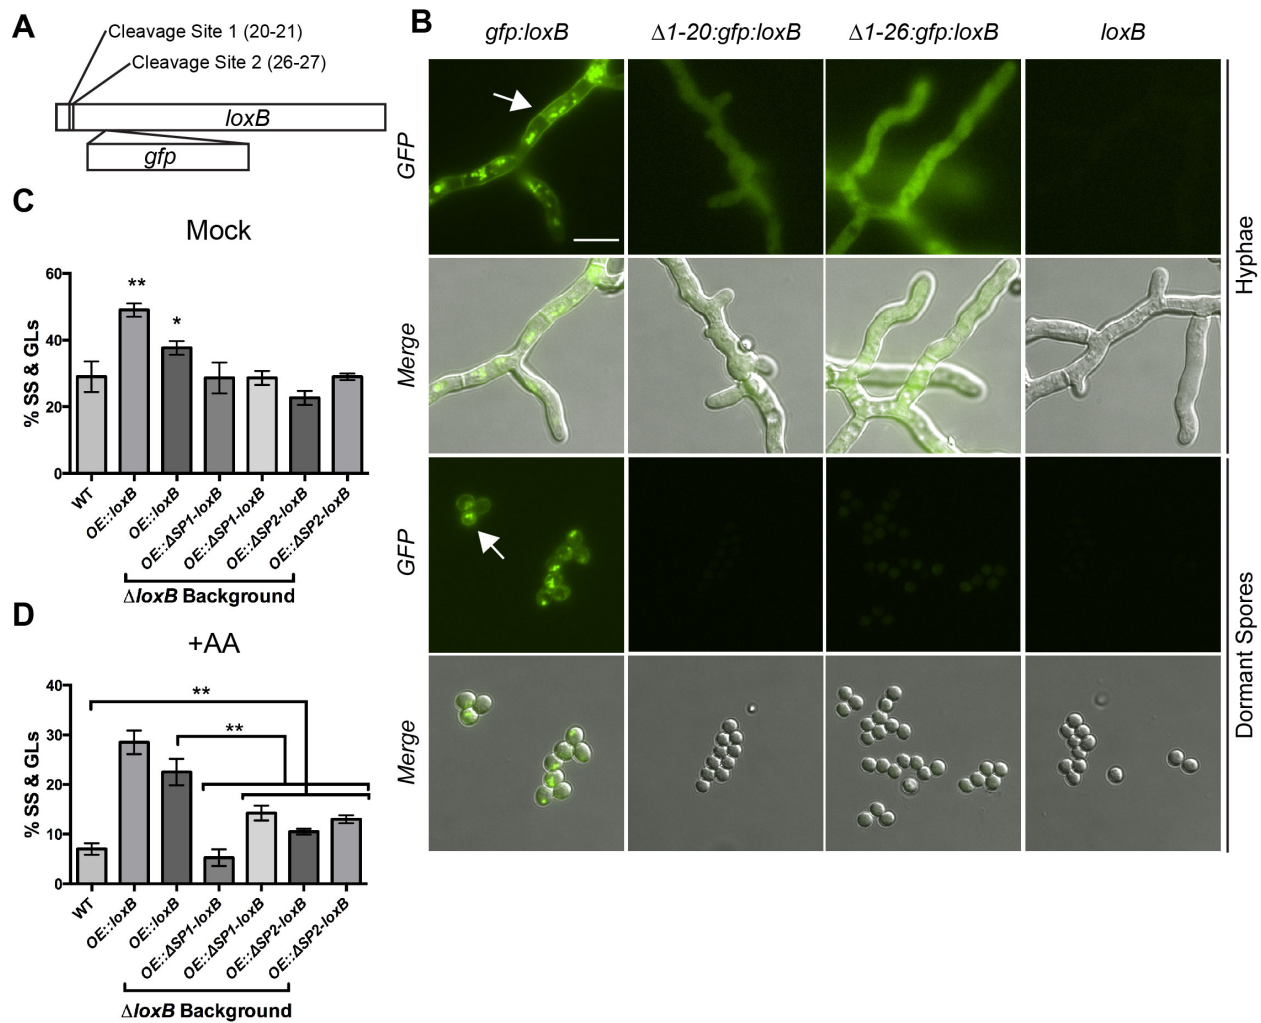 A
Cleavage Site 1 (20-21)
Cleavage Site 2 (26-27)
loxB
gfp
B
gfp:loxB
Δ1-20:gfp:loxB
Δ1-26:gfp:loxB
loxB
GFP
Merge
GFP
Merge
Hyphae
Dormant Spores
C
Mock
% SS & GLs
60
40
20
0
**
*
WT
OE::loxB
OE::loxB
OE::ΔSP1-loxB
OE::ΔSP1-loxB
OE::ΔSP2-loxB
OE::ΔSP2-loxB
ΔloxB Background
D
+AA
% SS & GLs
40
30
20
10
0
**
**
WT
OE::loxB
OE::loxB
OE::ΔSP1-loxB
OE::ΔSP1-loxB
OE::ΔSP2-loxB
OE::ΔSP2-loxB
ΔloxB Background